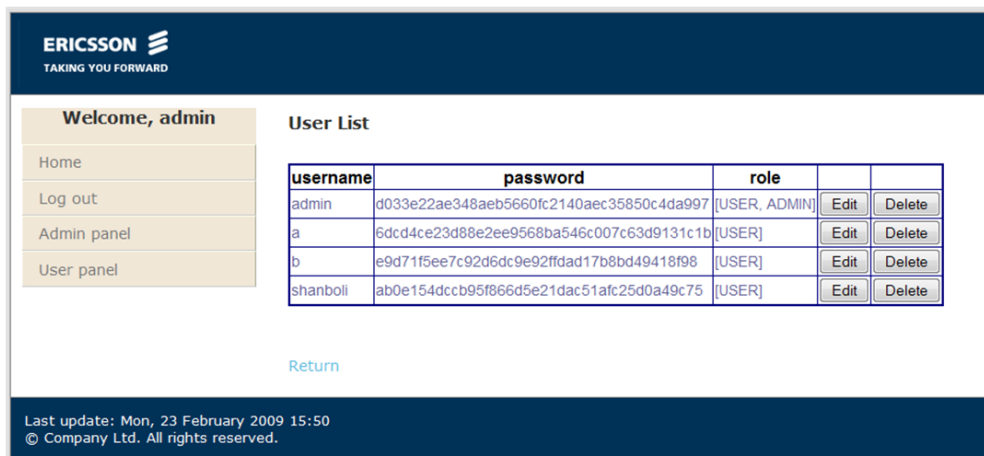 ERICSSON
TAKING YOU FORWARD
Welcome, admin
Home
Log out
Admin panel
User panel
User List
username password role
admin d033e22ae348aeb5660fc2140aec35850c4da997 [USER, ADMIN] Edit Delete
a 6dcd4ce23d88e2ee9568ba546c007c63d9131c1b [USER] Edit Delete
b e9d71f5ee7c92d6dc9e92ffdad17b8bd49418f98 [USER] Edit Delete
shanboli ab0e154dccb95f866d5e21dac51afc25d0a49c75 [USER] Edit Delete
Return
Last update: Mon, 23 February 2009 15:50
© Company Ltd. All rights reserved.